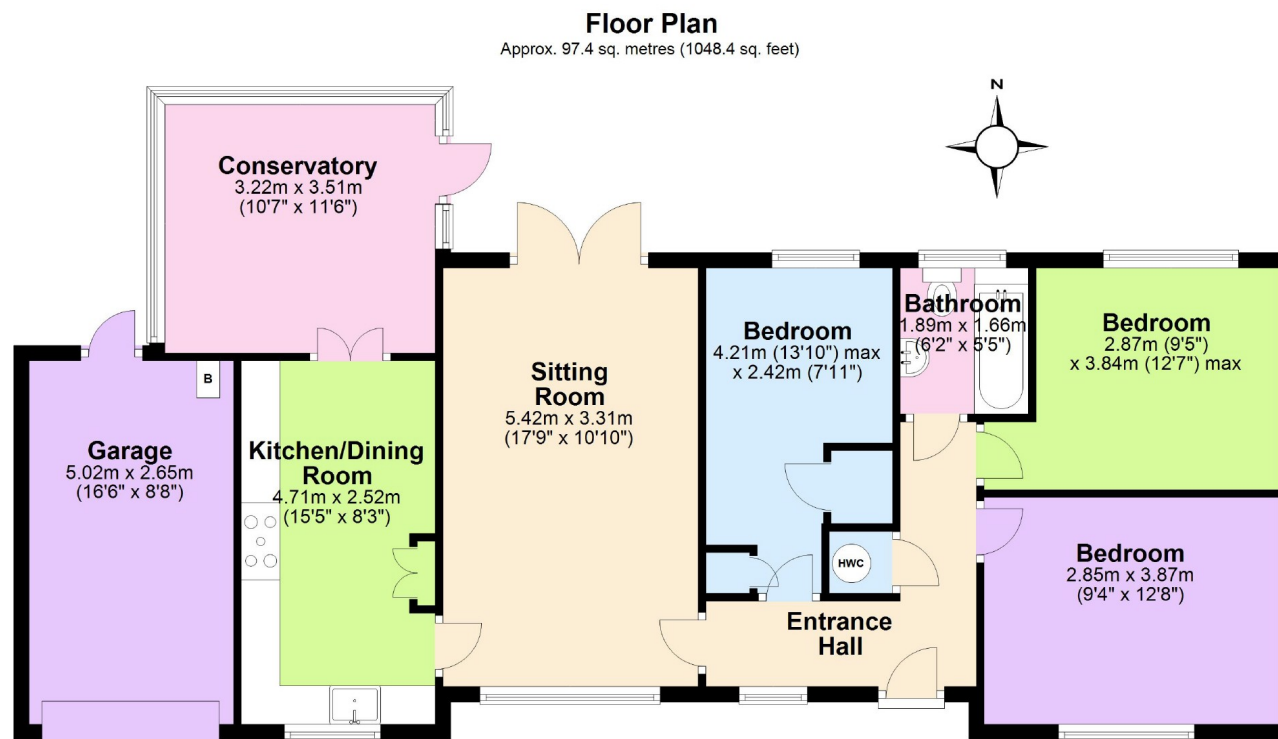 Floor Plan
Approx. 97.4 sq. metres (1048.4 sq. feet)
N
Conservatory
3.22m x 3.51m
(10'7" x 11'6")
Sitting
Room
5.42m x 3.31m
(17'9" x 10'10")
Bedroom
4.21m (13'10") max
x 2.42m (7'11")
Bathroom
1.89m x 1.66m
(6'2" x 5'5")
Bedroom
2.87m (9'5")
x 3.84m (12'7") max
B
Garage
5.02m x 2.65m
(16'6" x 8'8")
Kitchen/Dining
Room
4.71m x 2.52m
(15'5" x 8'3")
HWC
Bedroom
2.85m x 3.87m
(9'4" x 12'8")
Entrance
Hall